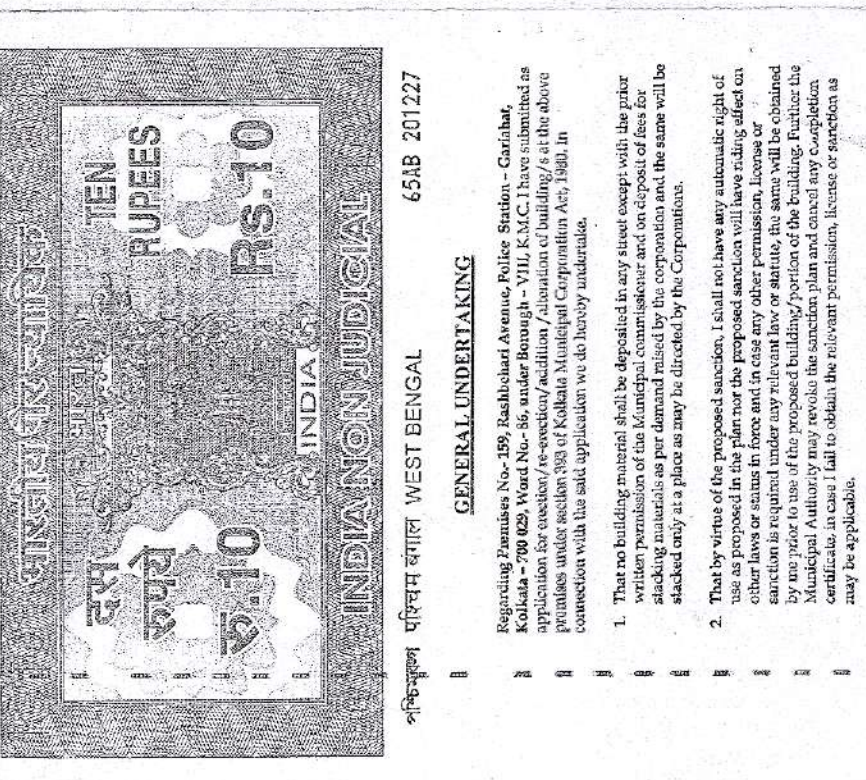 भारतीय गैर न्यायिक
भारत
दस
रुपये
रु.10
TEN
RUPEES
Rs.10
INDIA
INDIA NON JUDICIAL
পশ্চিমবঙ্গ पश्चिम बंगाल WEST BENGAL 65AB 201227
GENERAL UNDERTAKING
Regarding Premises No.- 159, Rashbehari Avenue, Police Station – Gariahat,
Kolkata – 700 029, Word No.- 86, under Borough – VIII, K.M.C. I have submitted as
application for erection/re-erection/addition/alteration of building/s at the above
premises under section 393 of Kolkata Municipal Corporation Act, 1980. In
connection with the said application we do hereby undertake.
1. That no building material shall be deposited in any street except with the prior
written permission of the Municipal commissioner and on deposit of fees for
stacking materials as per demand raised by the corporation and the same will be
stacked only at a place as may be directed by the Corporations.
2. That by virtue of the proposed sanction, I shall not have any automatic right of
use as proposed in the plan nor the proposed sanction will have riding effect on
other laws or status in force and in case any other permission, license or
sanction is required under any relevant law or statute, the same will be obtained
by me prior to use of the proposed building/portion of the building. Further the
Municipal Authority may revoke the sanction plan and cancel any completion
certificate, in case I fail to obtain the relevant permission, license or sanction as
may be applicable.